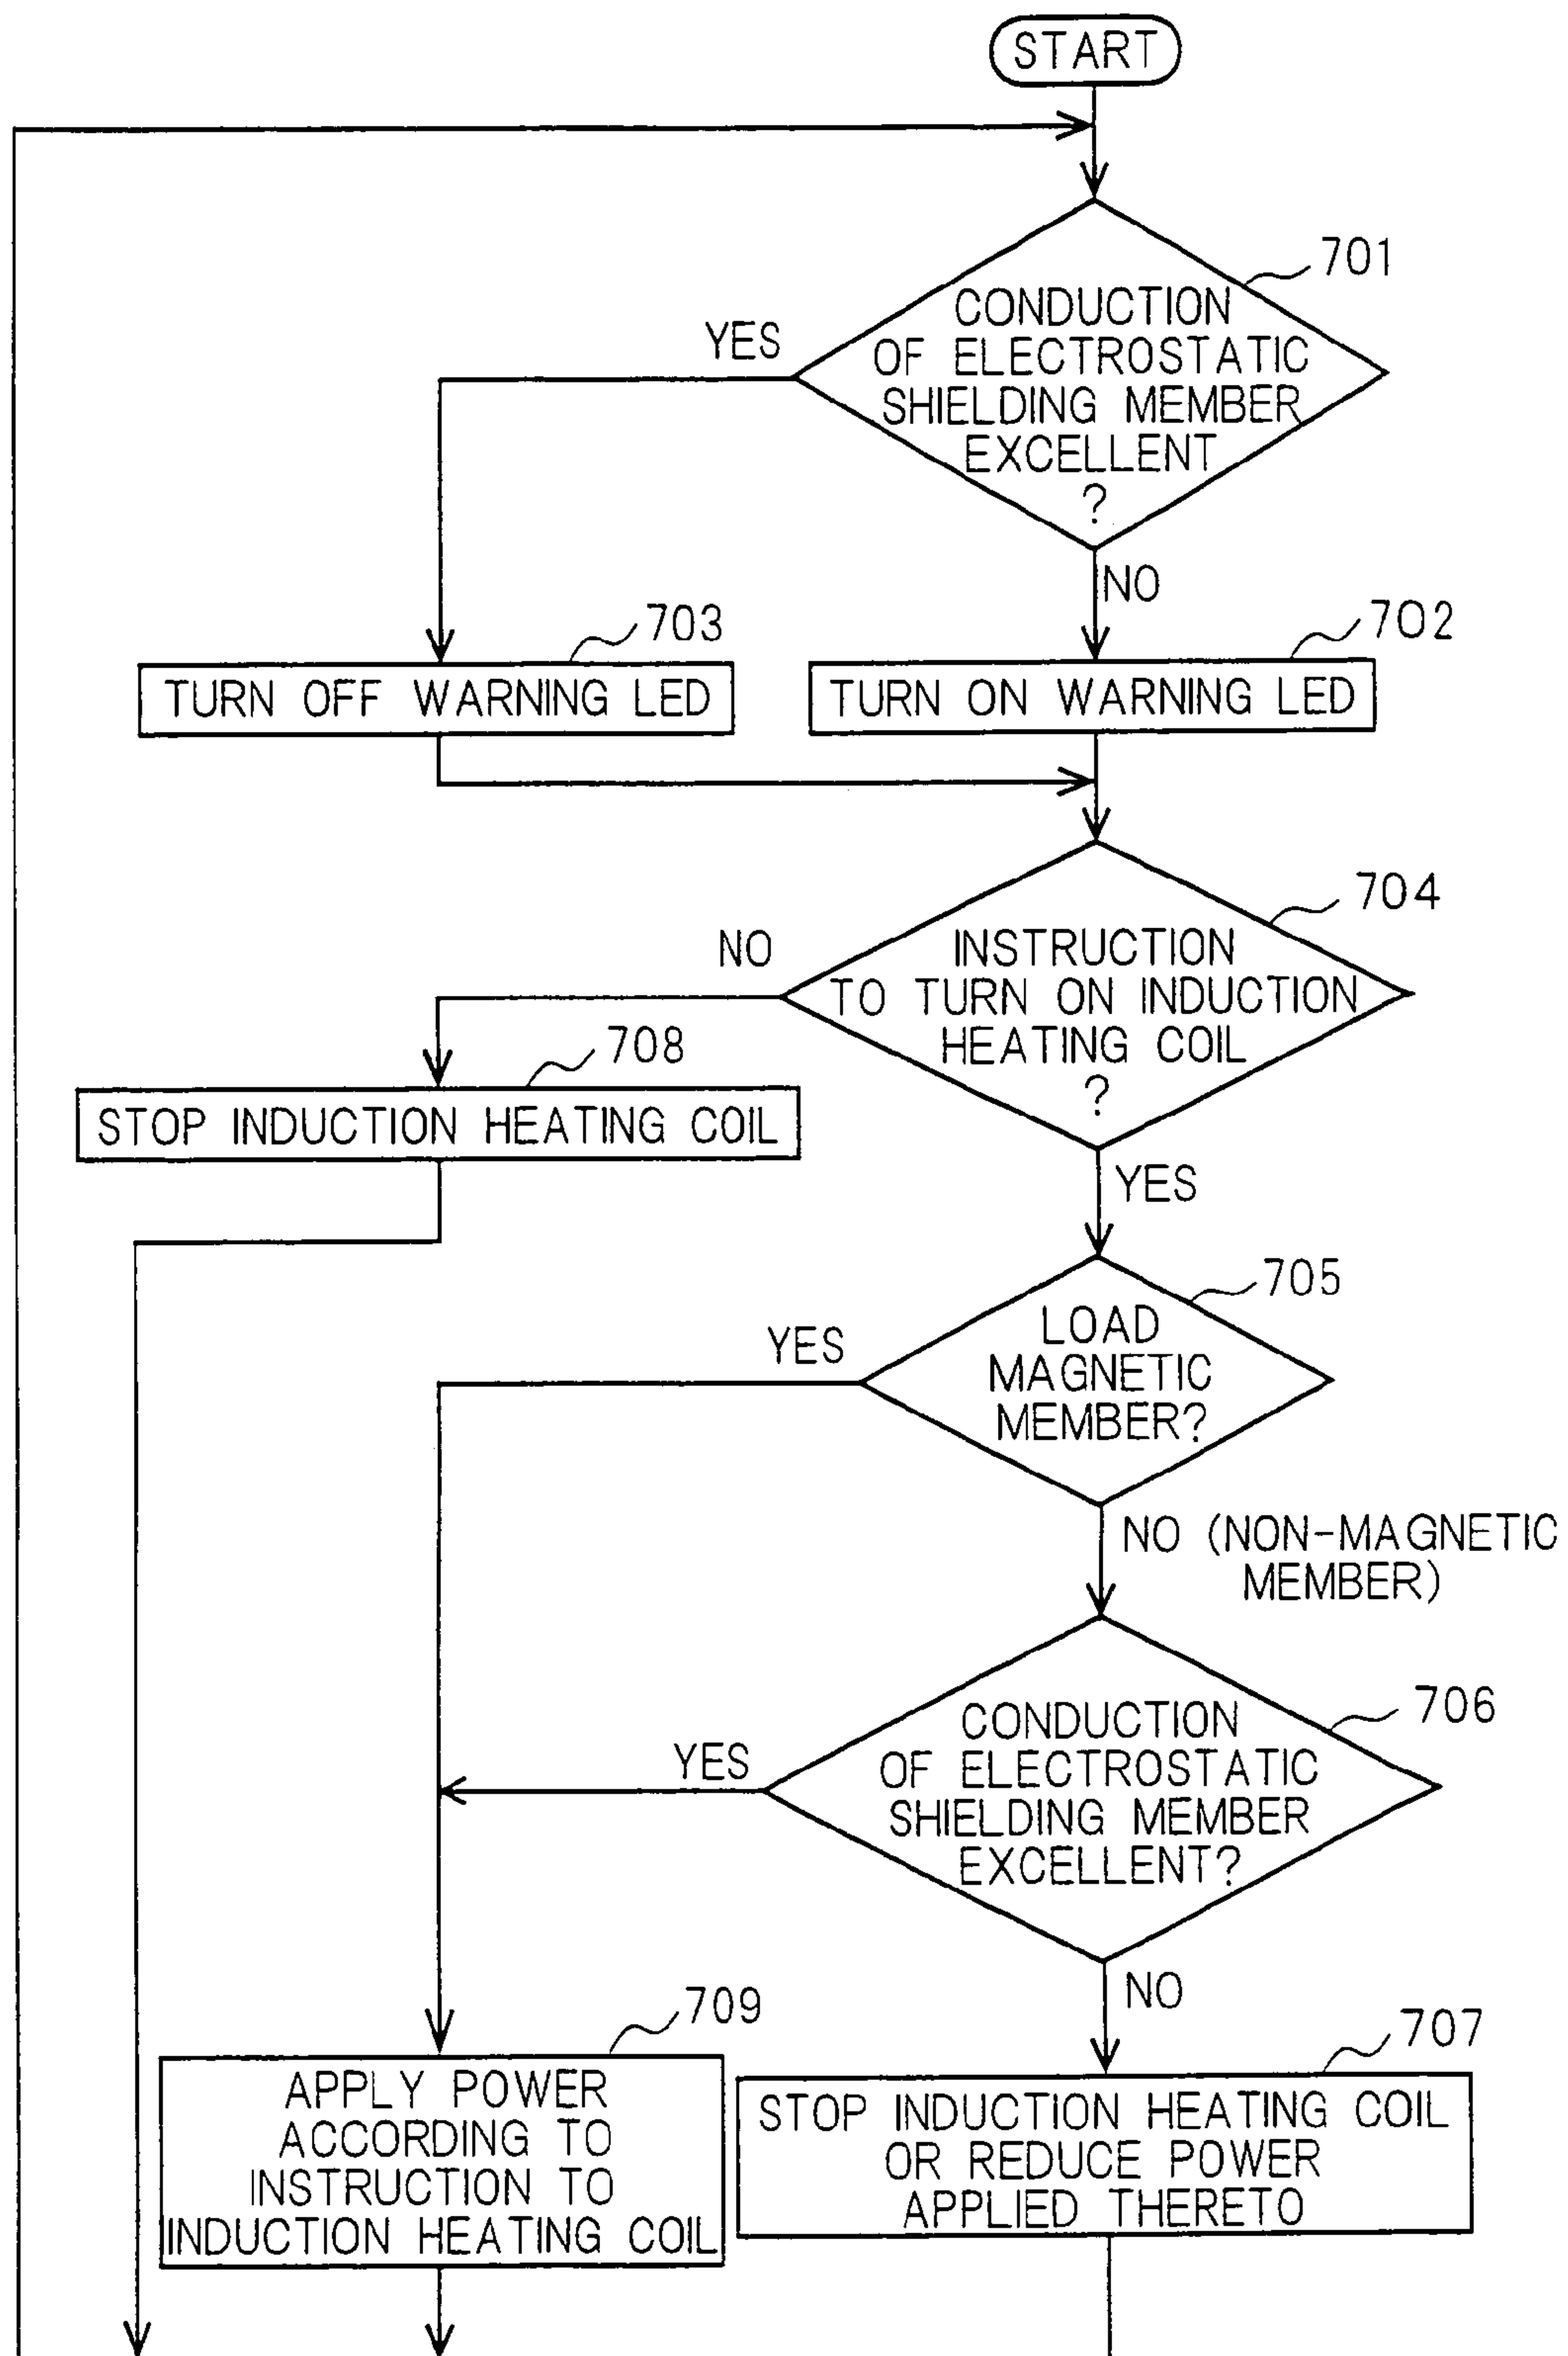 START
701
CONDUCTION
OF ELECTROSTATIC
SHIELDING MEMBER
EXCELLENT
?
YES
NO
703
TURN OFF WARNING LED
702
TURN ON WARNING LED
704
INSTRUCTION
TO TURN ON INDUCTION
HEATING COIL
?
NO
708
STOP INDUCTION HEATING COIL
YES
705
LOAD
MAGNETIC
MEMBER?
YES
NO (NON-MAGNETIC
MEMBER)
706
CONDUCTION
OF ELECTROSTATIC
SHIELDING MEMBER
EXCELLENT?
YES
NO
709
APPLY POWER
ACCORDING TO
INSTRUCTION TO
INDUCTION HEATING COIL
707
STOP INDUCTION HEATING COIL
OR REDUCE POWER
APPLIED THERETO